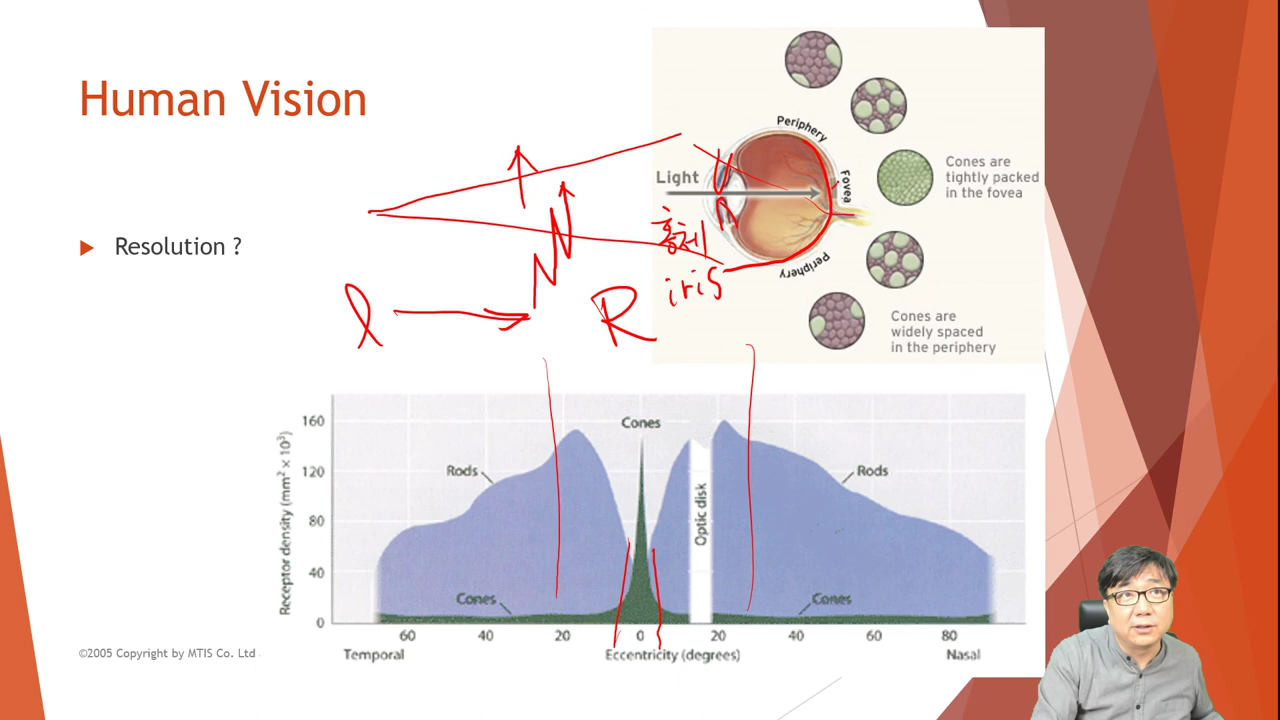 Human Vision
Resolution ?
Periphery
Light
Fovea
Cones are
tightly packed
in the fovea
홍채
iris
Periphery
Cones are
widely spaced
in the periphery
l
R
Receptor density (mm² × 10³)
160
120
80
40
0
Cones
Rods
Rods
Optic disk
Cones
Cones
60
40
20
0
20
40
60
80
Temporal
Eccentricity (degrees)
Nasal
©2005 Copyright by MTIS Co. Ltd